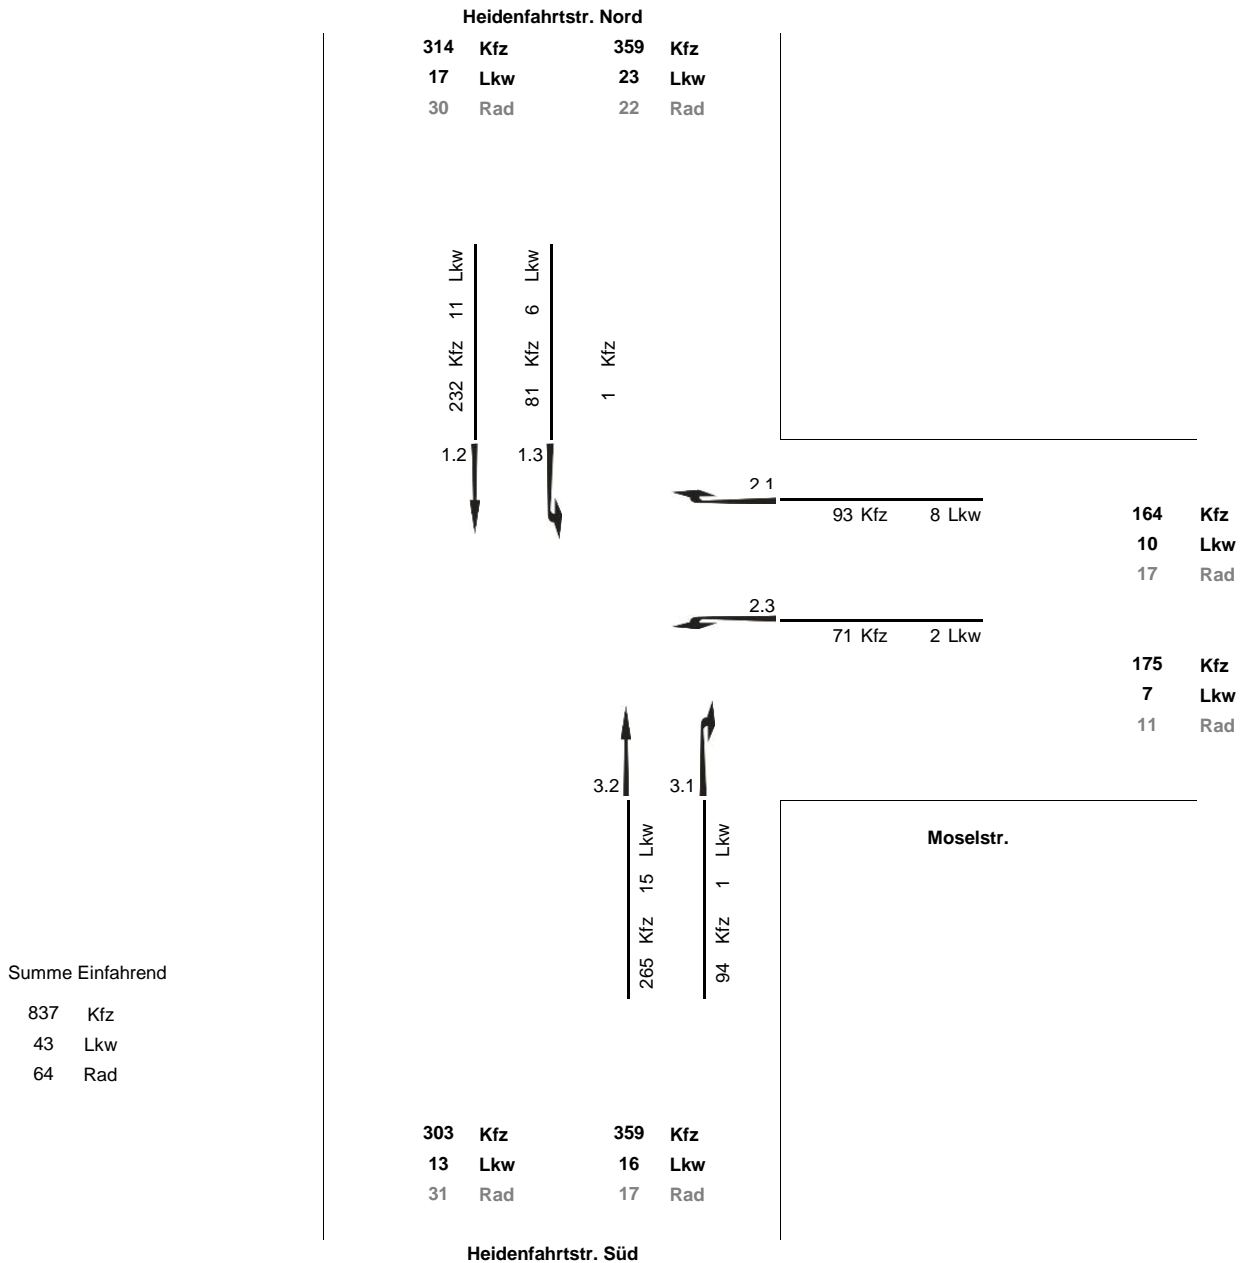 Heidenfahrtstr. Nord
314 Kfz 359 Kfz
17 Lkw 23 Lkw
30 Rad 22 Rad
232 Kfz 11 Lkw
81 Kfz 6 Lkw
1 Kfz
1.2
1.3
2.1
93 Kfz 8 Lkw
164 Kfz
10 Lkw
17 Rad
2.3
71 Kfz 2 Lkw
175 Kfz
7 Lkw
11 Rad
3.2
3.1
265 Kfz 15 Lkw
94 Kfz 1 Lkw
Moselstr.
Summe Einfahrend
837 Kfz
43 Lkw
64 Rad
303 Kfz 359 Kfz
13 Lkw 16 Lkw
31 Rad 17 Rad
Heidenfahrtstr. Süd